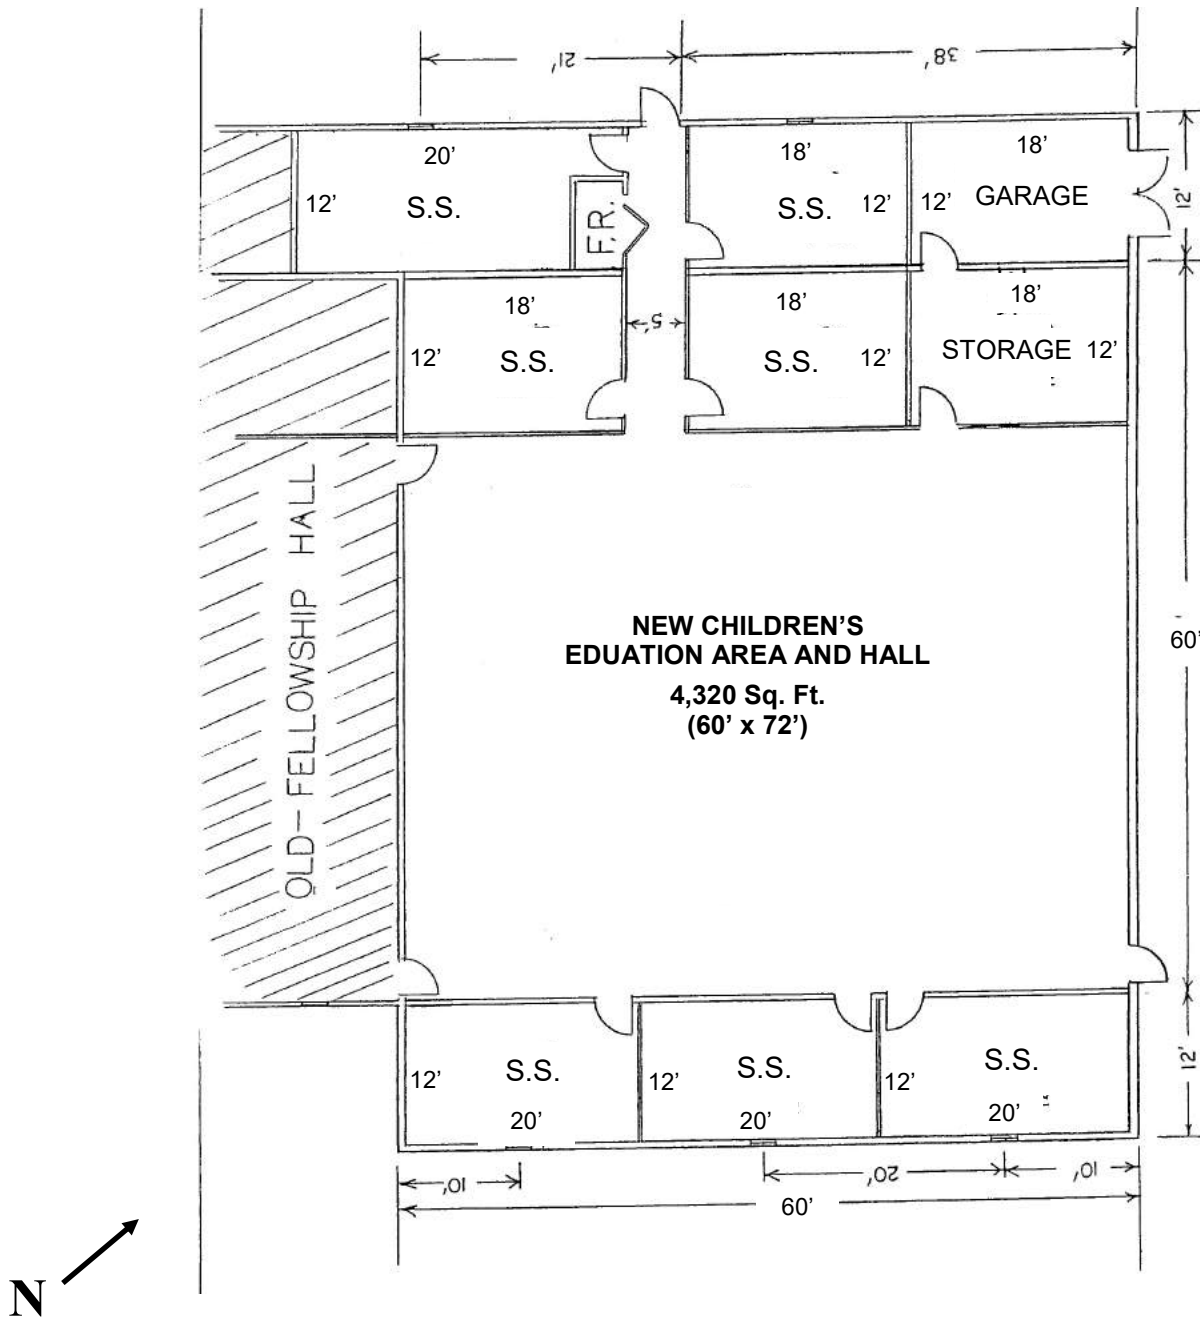 21'
38'
20'
18'
18'
12'
S.S.
F.R.
S.S.
12'
12'
GARAGE
12'
18'
18'
18'
5'
12'
S.S.
S.S.
12'
STORAGE
12'
OLD-FELLOWSHIP HALL
NEW CHILDREN’S
EDUATION AREA AND HALL
4,320 Sq. Ft.
(60’ x 72’)
60'
12'
S.S.
12'
S.S.
12'
S.S.
12'
20'
20'
20'
10'
20'
10'
60'
N